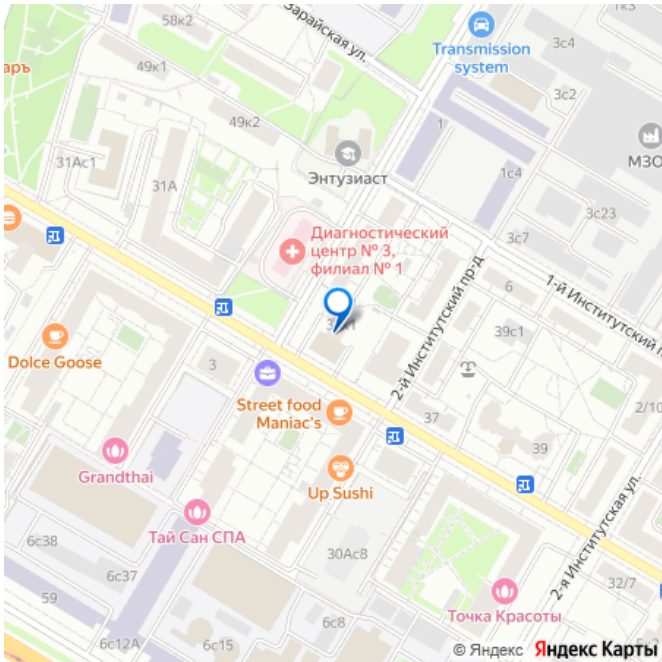 58к2
Зарайская ул.
1к3
Transmission
system
3с4
аръ
49к1
3с2
49к2
1
МЗО
31Ас1
31А
Энтузиаст
1с4
3с23
Диагностический
центр № 3,
филиал № 1
3с7
6
1-й Институтский п
2-й Институтский пр-д
39с1
Dolce Goose
3
Street food
Maniac's
37
2/10
39
Grandthai
Up Sushi
Тай Сан СПА
6с38
30Ас8
2-я Институтская ул.
6с37
59
32/7
Точка Красоты
6с8
6с12А
6с15
5к2
© Яндекс Яндекс Карты